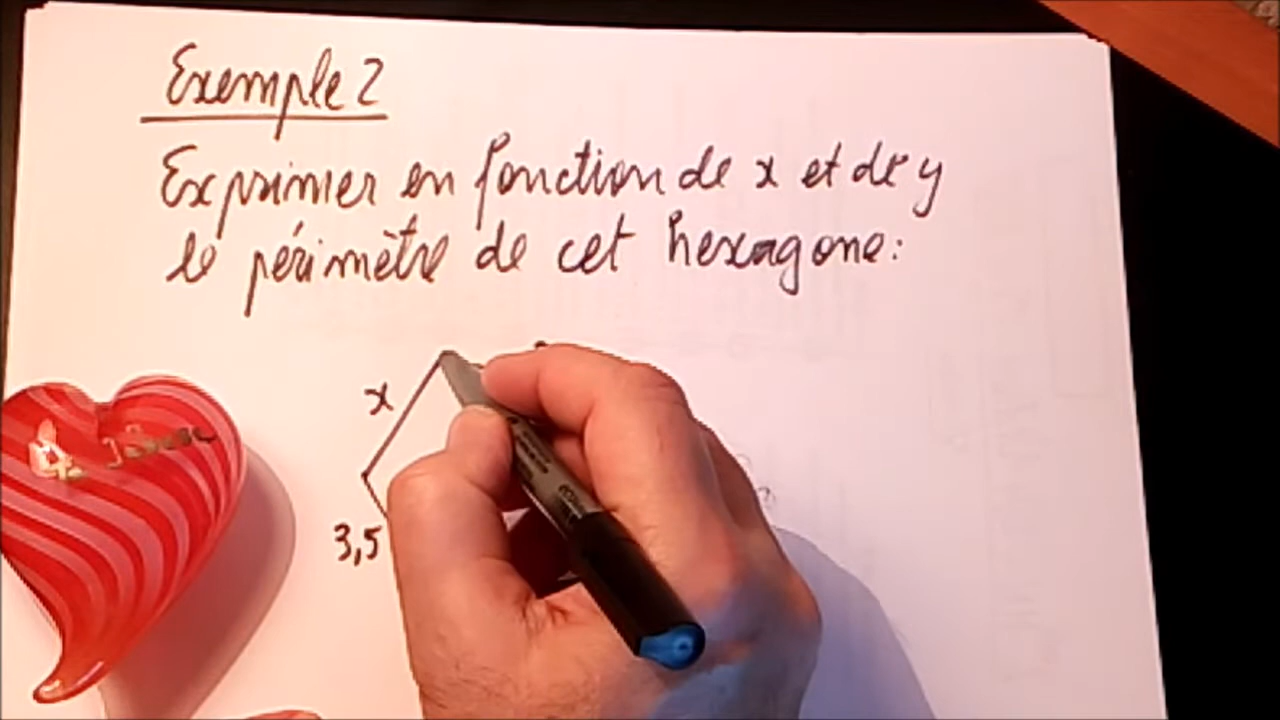 Exemple 2
Exprimer en fonction de x et de y
le périmètre de cet hexagone:
x
3,5